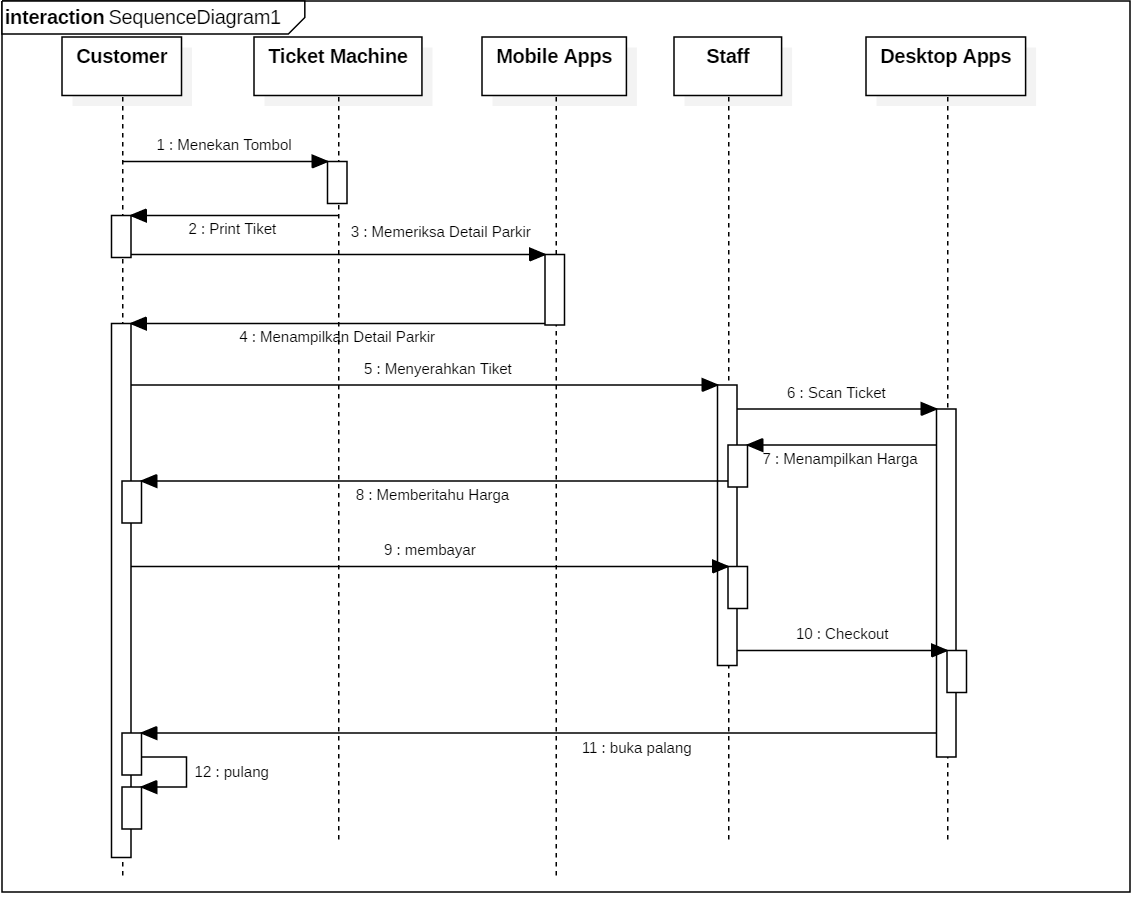 interaction SequenceDiagram1
Customer
Ticket Machine
Mobile Apps
Staff
Desktop Apps
1 : Menekan Tombol
2 : Print Tiket
3 : Memeriksa Detail Parkir
4 : Menampilkan Detail Parkir
5 : Menyerahkan Tiket
6 : Scan Ticket
7 : Menampilkan Harga
8 : Memberitahu Harga
9 : membayar
10 : Checkout
11 : buka palang
12 : pulang